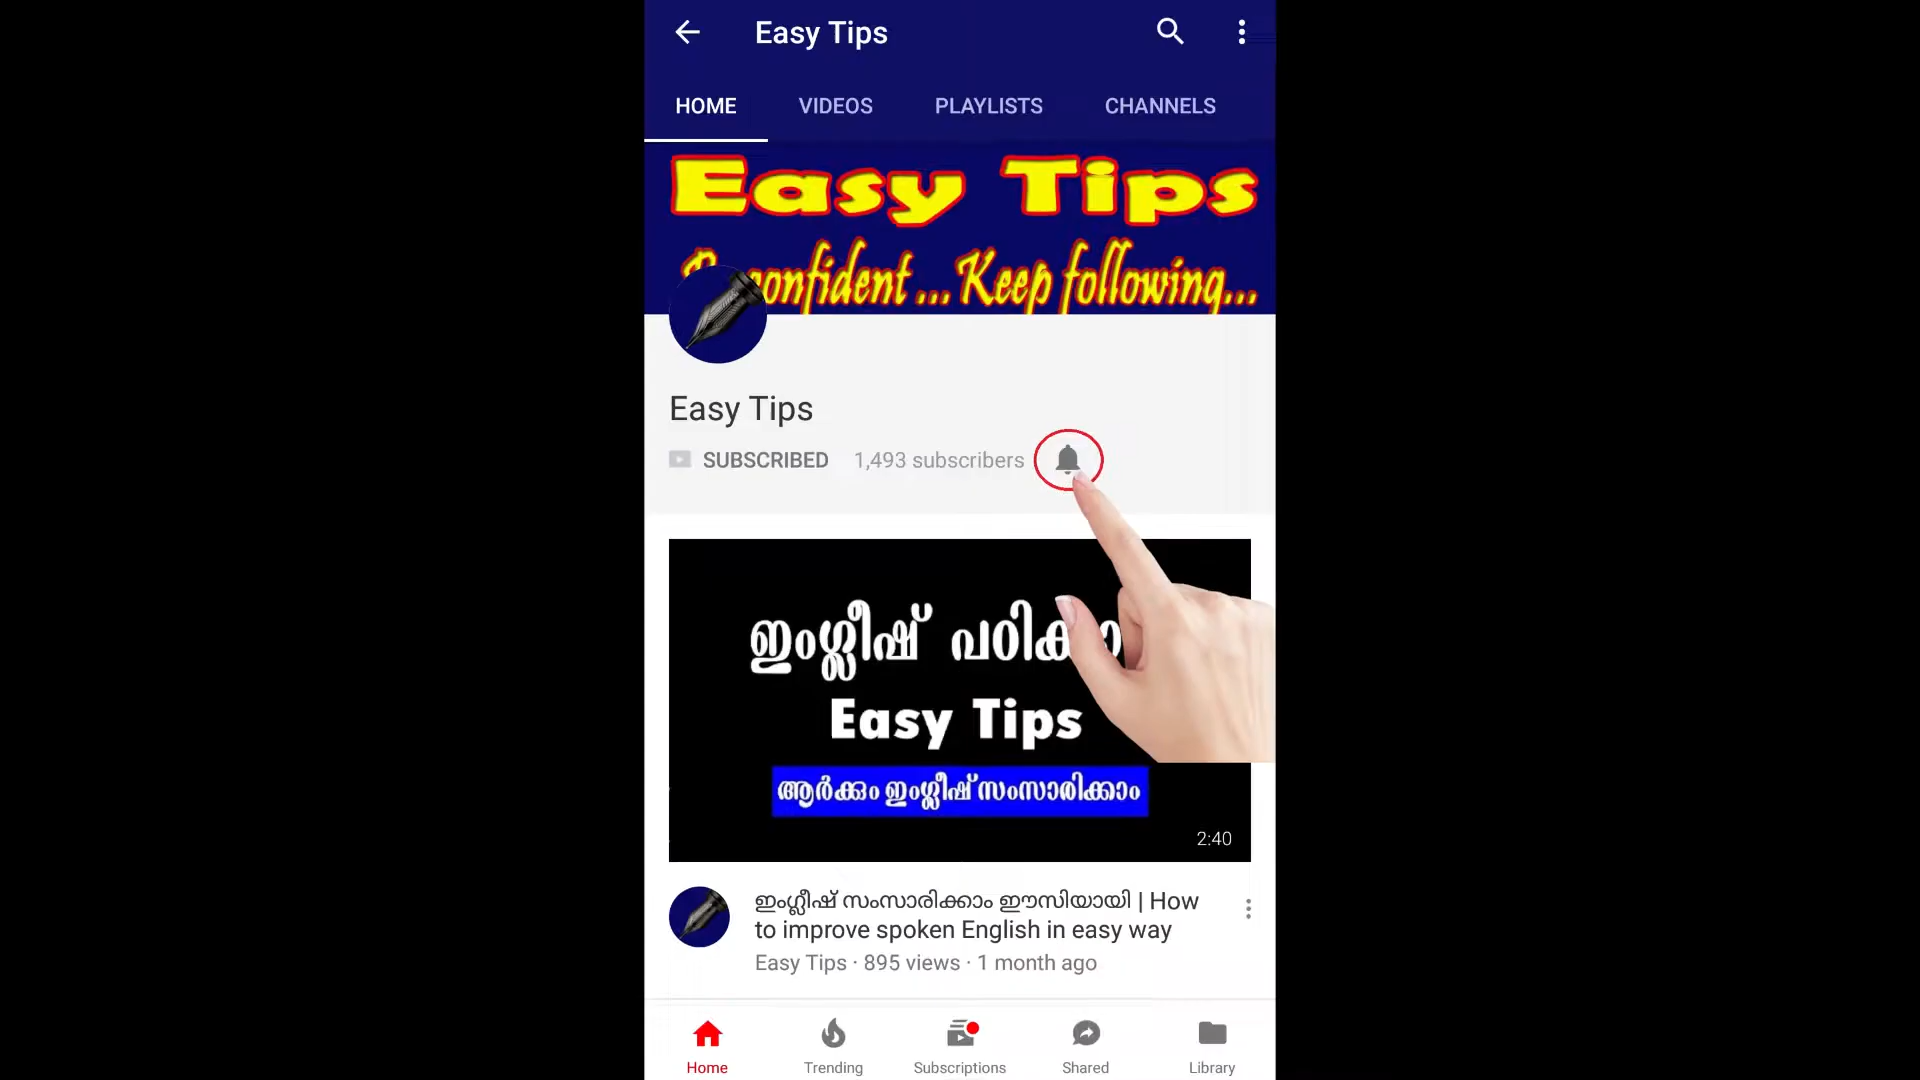 Easy Tips
HOME VIDEOS PLAYLISTS CHANNELS
Easy Tips
confident ... Keep following...
Easy Tips
SUBSCRIBED 1,493 subscribers
ഇംഗ്ലീഷ്
Easy Tips
ആർക്കും ഇംഗ്ലീഷ് സംസാരിക്കാം
2:40
ഇംഗ്ലീഷ് സംസാരിക്കാം ഈസിയായി | How
to improve spoken English in easy way
Easy Tips · 895 views · 1 month ago
Home Trending Subscriptions Shared Library